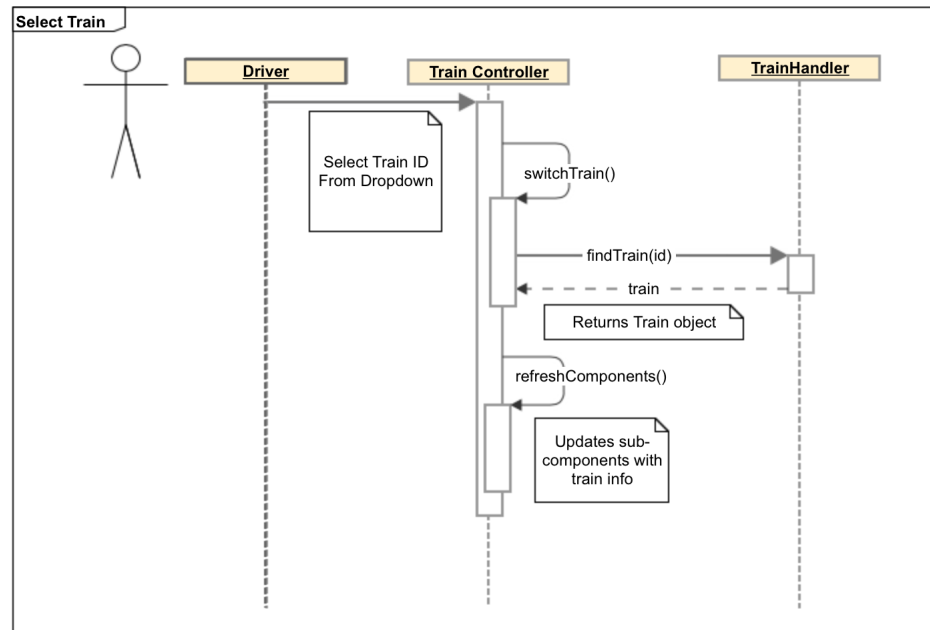 Select Train
Driver
Train Controller
TrainHandler
Select Train ID
From Dropdown
switchTrain()
findTrain(id)
train
Returns Train object
refreshComponents()
Updates sub-
components with
train info